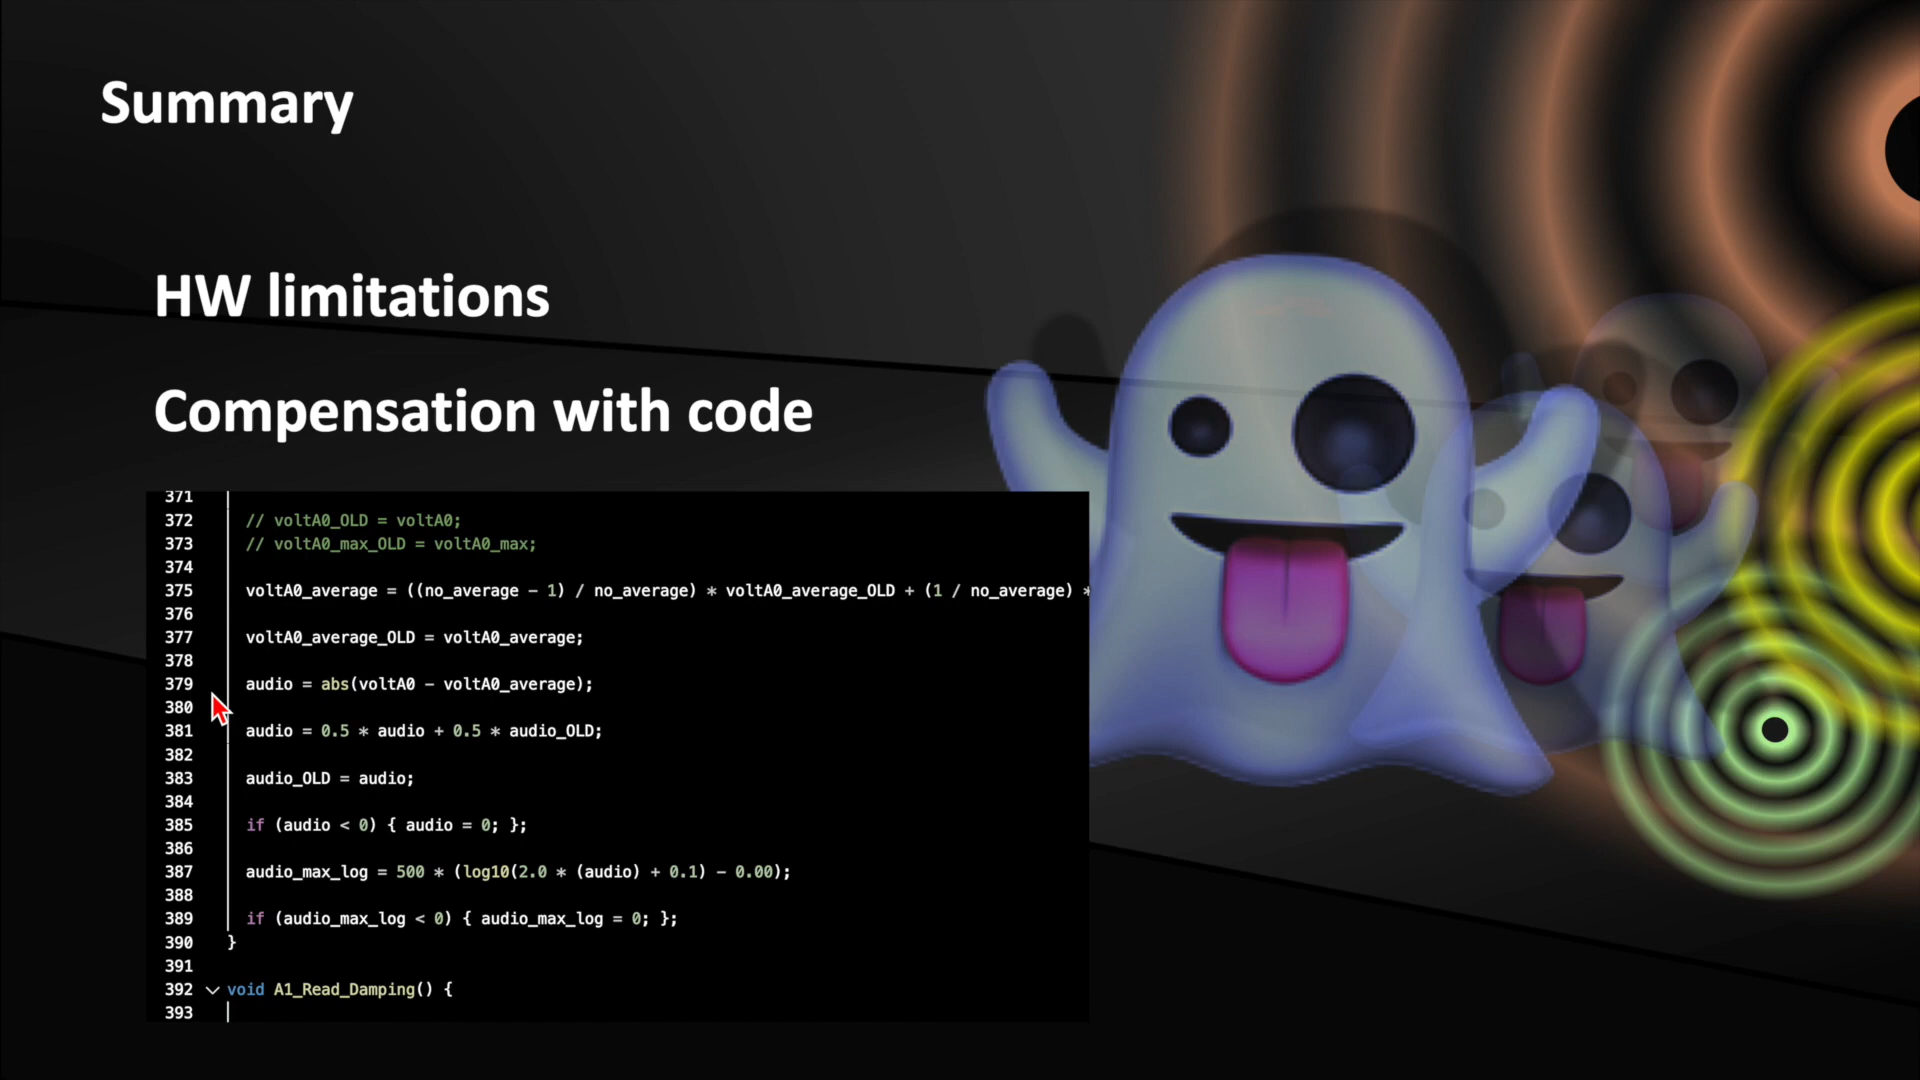 Summary
HW limitations
Compensation with code
371
372 // voltA0_OLD = voltA0;
373 // voltA0_max_OLD = voltA0_max;
374
375 voltA0_average = ((no_average - 1) / no_average) * voltA0_average_OLD + (1 / no_average) *
376
377 voltA0_average_OLD = voltA0_average;
378
379 audio = abs(voltA0 - voltA0_average);
380
381 audio = 0.5 * audio + 0.5 * audio_OLD;
382
383 audio_OLD = audio;
384
385 if (audio < 0) { audio = 0; };
386
387 audio_max_log = 500 * (log10(2.0 * (audio) + 0.1) - 0.00);
388
389 if (audio_max_log < 0) { audio_max_log = 0; };
390 }
391
392 void A1_Read_Damping() {
393